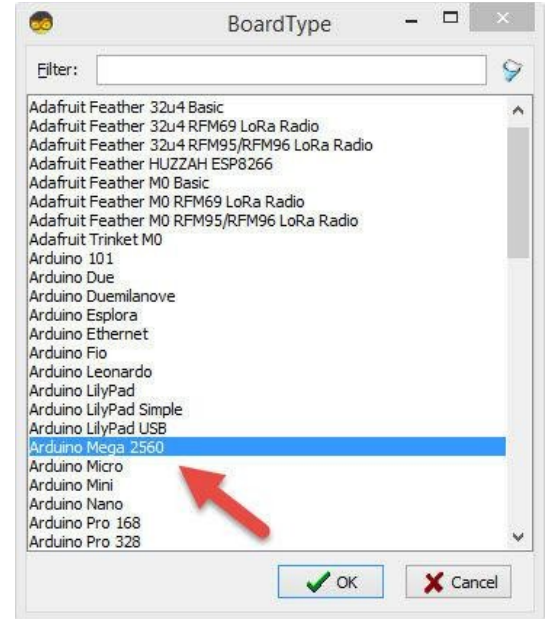 BoardType
Filter:
Adafruit Feather 32u4 Basic
Adafruit Feather 32u4 RFM69 LoRa Radio
Adafruit Feather 32u4 RFM95/RFM96 LoRa Radio
Adafruit Feather HUZZAH ESP8266
Adafruit Feather M0 Basic
Adafruit Feather M0 RFM69 LoRa Radio
Adafruit Feather M0 RFM95/RFM96 LoRa Radio
Adafruit Trinket M0
Arduino 101
Arduino Due
Arduino Duemilanove
Arduino Esplora
Arduino Ethernet
Arduino Fio
Arduino Leonardo
Arduino LilyPad
Arduino LilyPad Simple
Arduino LilyPad USB
Arduino Mega 2560
Arduino Micro
Arduino Mini
Arduino Nano
Arduino Pro 168
Arduino Pro 328
OK
Cancel